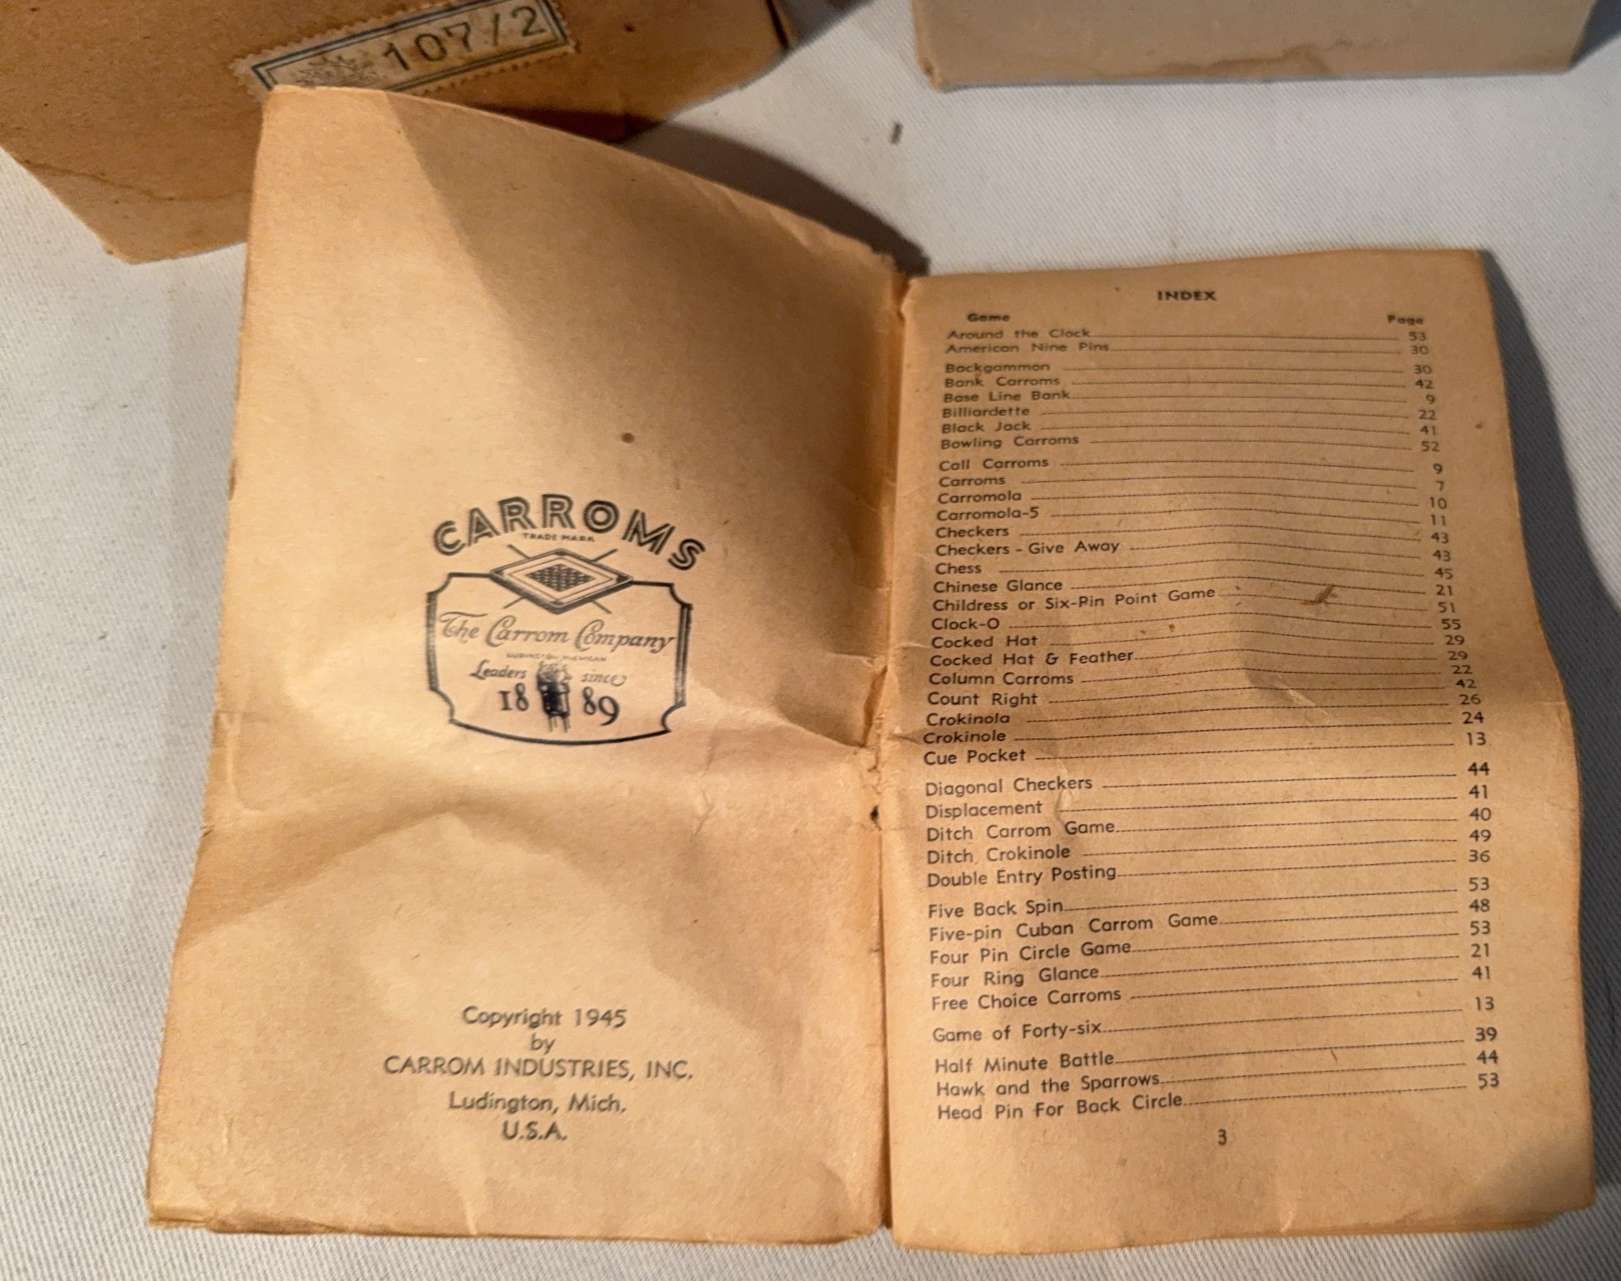 107/2
CARROMS
TRADE MARK
The Carrom Company
LUDINGTON, MICHIGAN
Leaders since
1889
Copyright 1945
by
CARROM INDUSTRIES, INC.
Ludington, Mich.
U.S.A.
INDEX
Game Page
Around the Clock 53
American Nine Pins 30
Backgammon 30
Bank Carroms 42
Base Line Bank 9
Billiardette 22
Black Jack 41
Bowling Carroms 52
Call Carroms 9
Carroms 7
Carromola 10
Carromola-5 11
Checkers 43
Checkers - Give Away 43
Chess 45
Chinese Glance 21
Childress or Six-Pin Point Game 51
Clock-O 55
Cocked Hat 29
Cocked Hat & Feather 29
Column Carroms 22
Count Right 42
Crokinola 26
Crokinole 24
Cue Pocket 13
Diagonal Checkers 44
Displacement 41
Ditch Carrom Game 40
Ditch Crokinole 49
Double Entry Posting 36
Five Back Spin 53
Five-pin Cuban Carrom Game 48
Four Pin Circle Game 53
Four Ring Glance 21
Free Choice Carroms 41
Game of Forty-six 13
Half Minute Battle 39
Hawk and the Sparrows 44
Head Pin For Back Circle 53
3